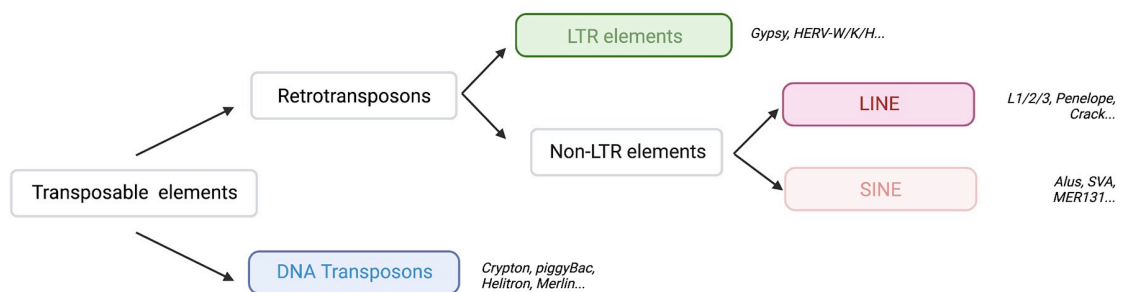 LTR elements
Gypsy, HERV-W/K/H...
Retrotransposons
LINE
L1/2/3, Penelope,
Crack...
Non-LTR elements
Transposable elements
SINE
Alus, SVA,
MER131...
DNA Transposons
Crypton, piggyBac,
Helitron, Merlin...